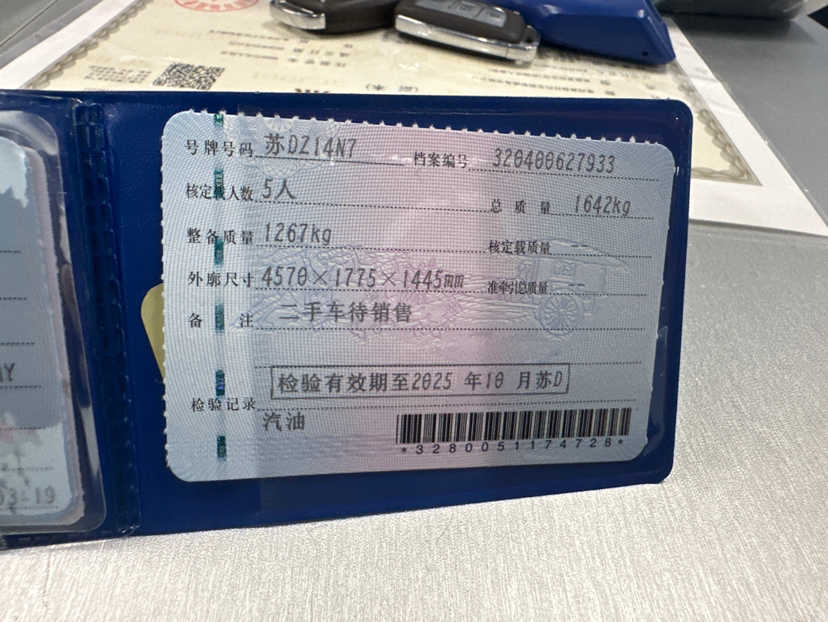 号牌号码 苏DZ14N7 档案编号 320400627933
核定载人数 5人 总质量 1642kg
整备质量 1267kg 核定载质量 --
外廓尺寸 4570×1775×1445mm 准牵引总质量 --
备注 二手车待销售
检验有效期至2025 年10 月苏D
检验记录
汽油
*3280051174728*
03-19